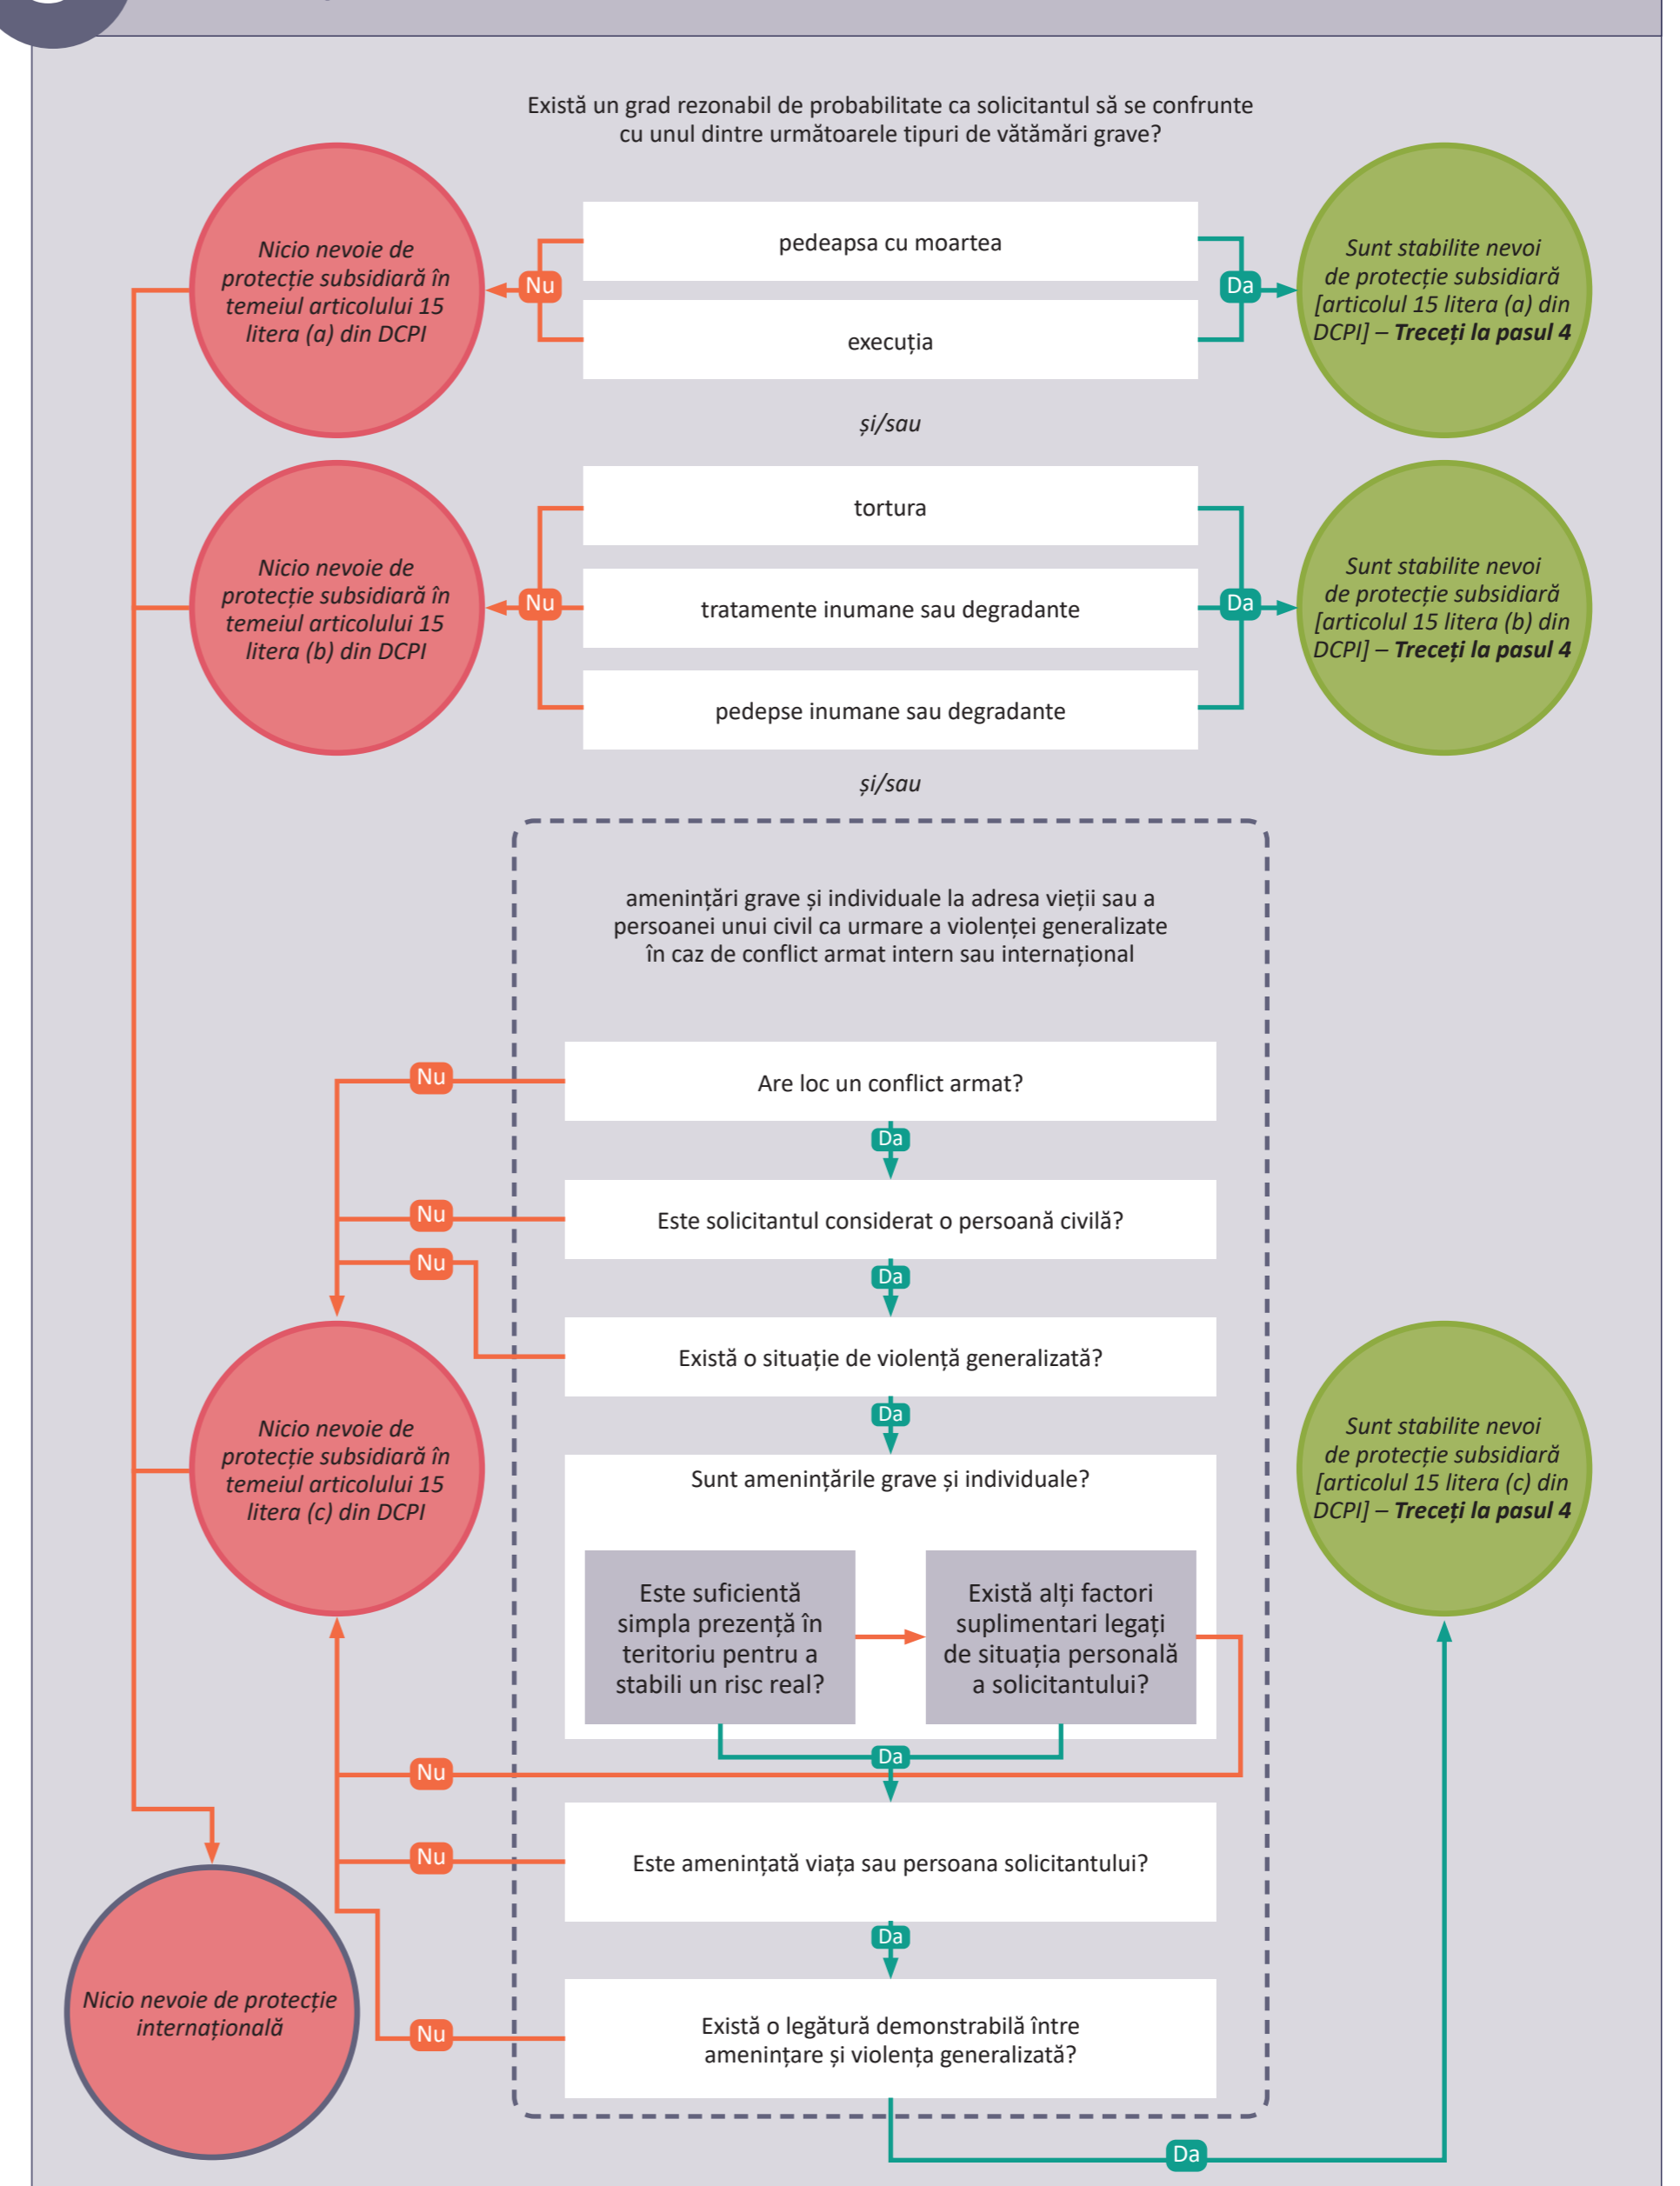 Există un grad rezonabil de probabilitate ca solicitantul să se confrunte
cu unul dintre următoarele tipuri de vătămări grave?
Nicio nevoie de
protecție subsidiară în
temeiul articolului 15
litera (a) din DCPI
Nu
pedeapsa cu moartea
execuția
Da
Sunt stabilite nevoi
de protecție subsidiară
[articolul 15 litera (a) din
DCPI] – Treceți la pasul 4
și/sau
Nicio nevoie de
protecție subsidiară în
temeiul articolului 15
litera (b) din DCPI
Nu
tortura
tratamente inumane sau degradante
pedepse inumane sau degradante
Da
Sunt stabilite nevoi
de protecție subsidiară
[articolul 15 litera (b) din
DCPI] – Treceți la pasul 4
și/sau
amenințări grave și individuale la adresa vieții sau a
persoanei unui civil ca urmare a violenței generalizate
în caz de conflict armat intern sau internațional
Nu
Are loc un conflict armat?
Da
Nu
Este solicitantul considerat o persoană civilă?
Nu
Da
Există o situație de violență generalizată?
Da
Nicio nevoie de
protecție subsidiară în
temeiul articolului 15
litera (c) din DCPI
Sunt amenințările grave și individuale?
Este suficientă
simpla prezență în
teritoriu pentru a
stabili un risc real?
Există alți factori
suplimentari legați
de situația personală
a solicitantului?
Sunt stabilite nevoi
de protecție subsidiară
[articolul 15 litera (c) din
DCPI] – Treceți la pasul 4
Da
Nu
Nu
Este amenințată viața sau persoana solicitantului?
Da
Nicio nevoie de protecție
internațională
Nu
Există o legătură demonstrabilă între
amenințare și violența generalizată?
Da